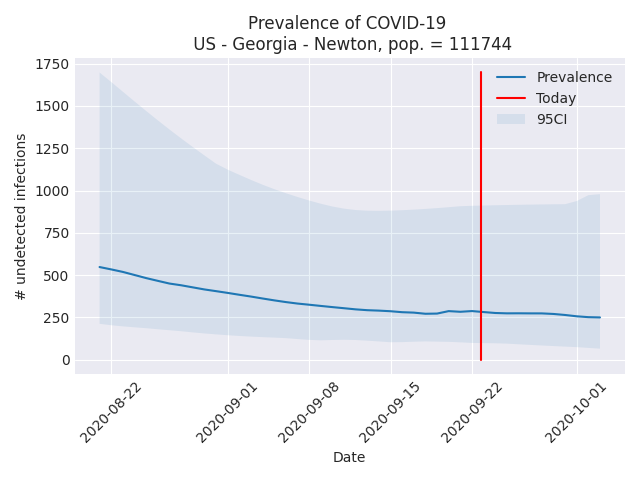 Prevalence of COVID-19
US - Georgia - Newton, pop. = 111744
Prevalence
Today
95CI
# undetected infections
1750
1500
1250
1000
750
500
250
0
2020-08-22
2020-09-01
2020-09-08
2020-09-15
2020-09-22
2020-10-01
Date